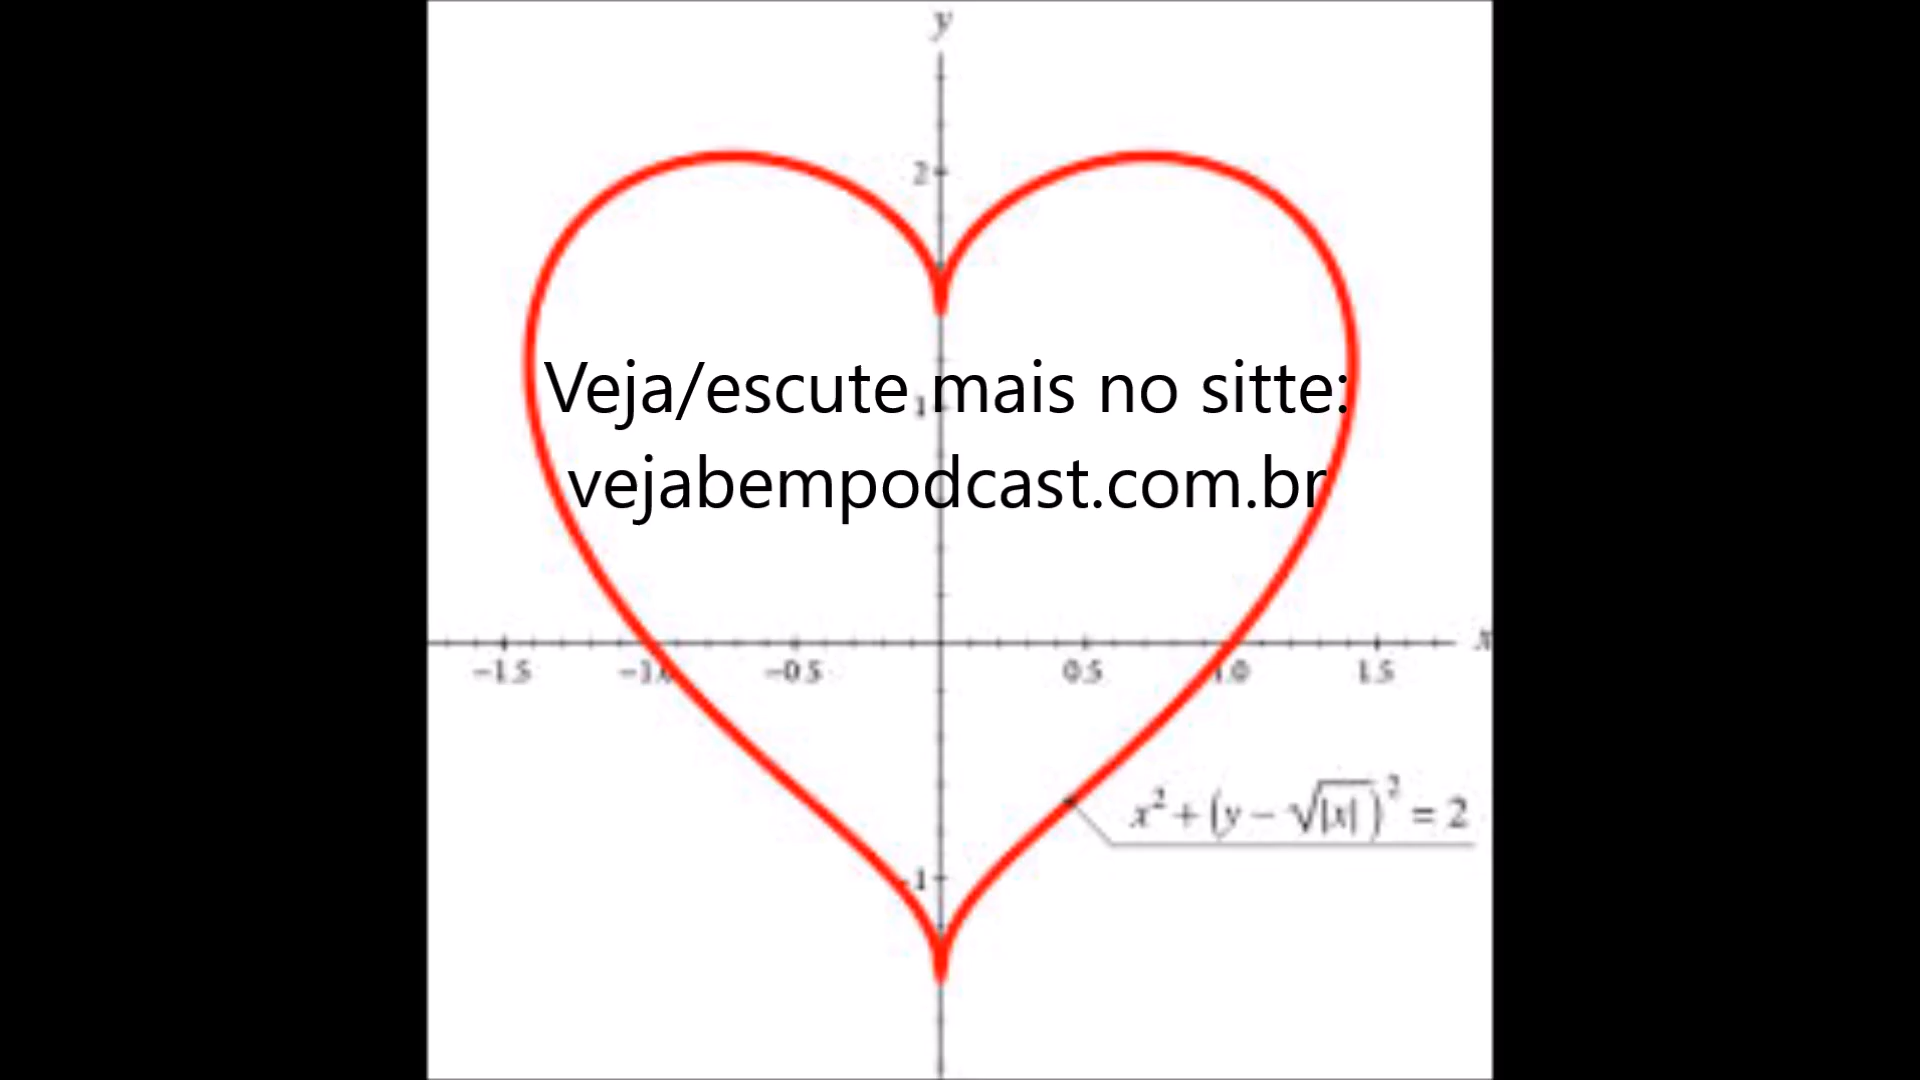 y
2
Veja/escute mais no sitte:
1
vejabempodcast.com.br
x
−1.5 −1.0 −0.5 0.5 1.0 1.5
x² + (y − √|x|)² = 2
-1